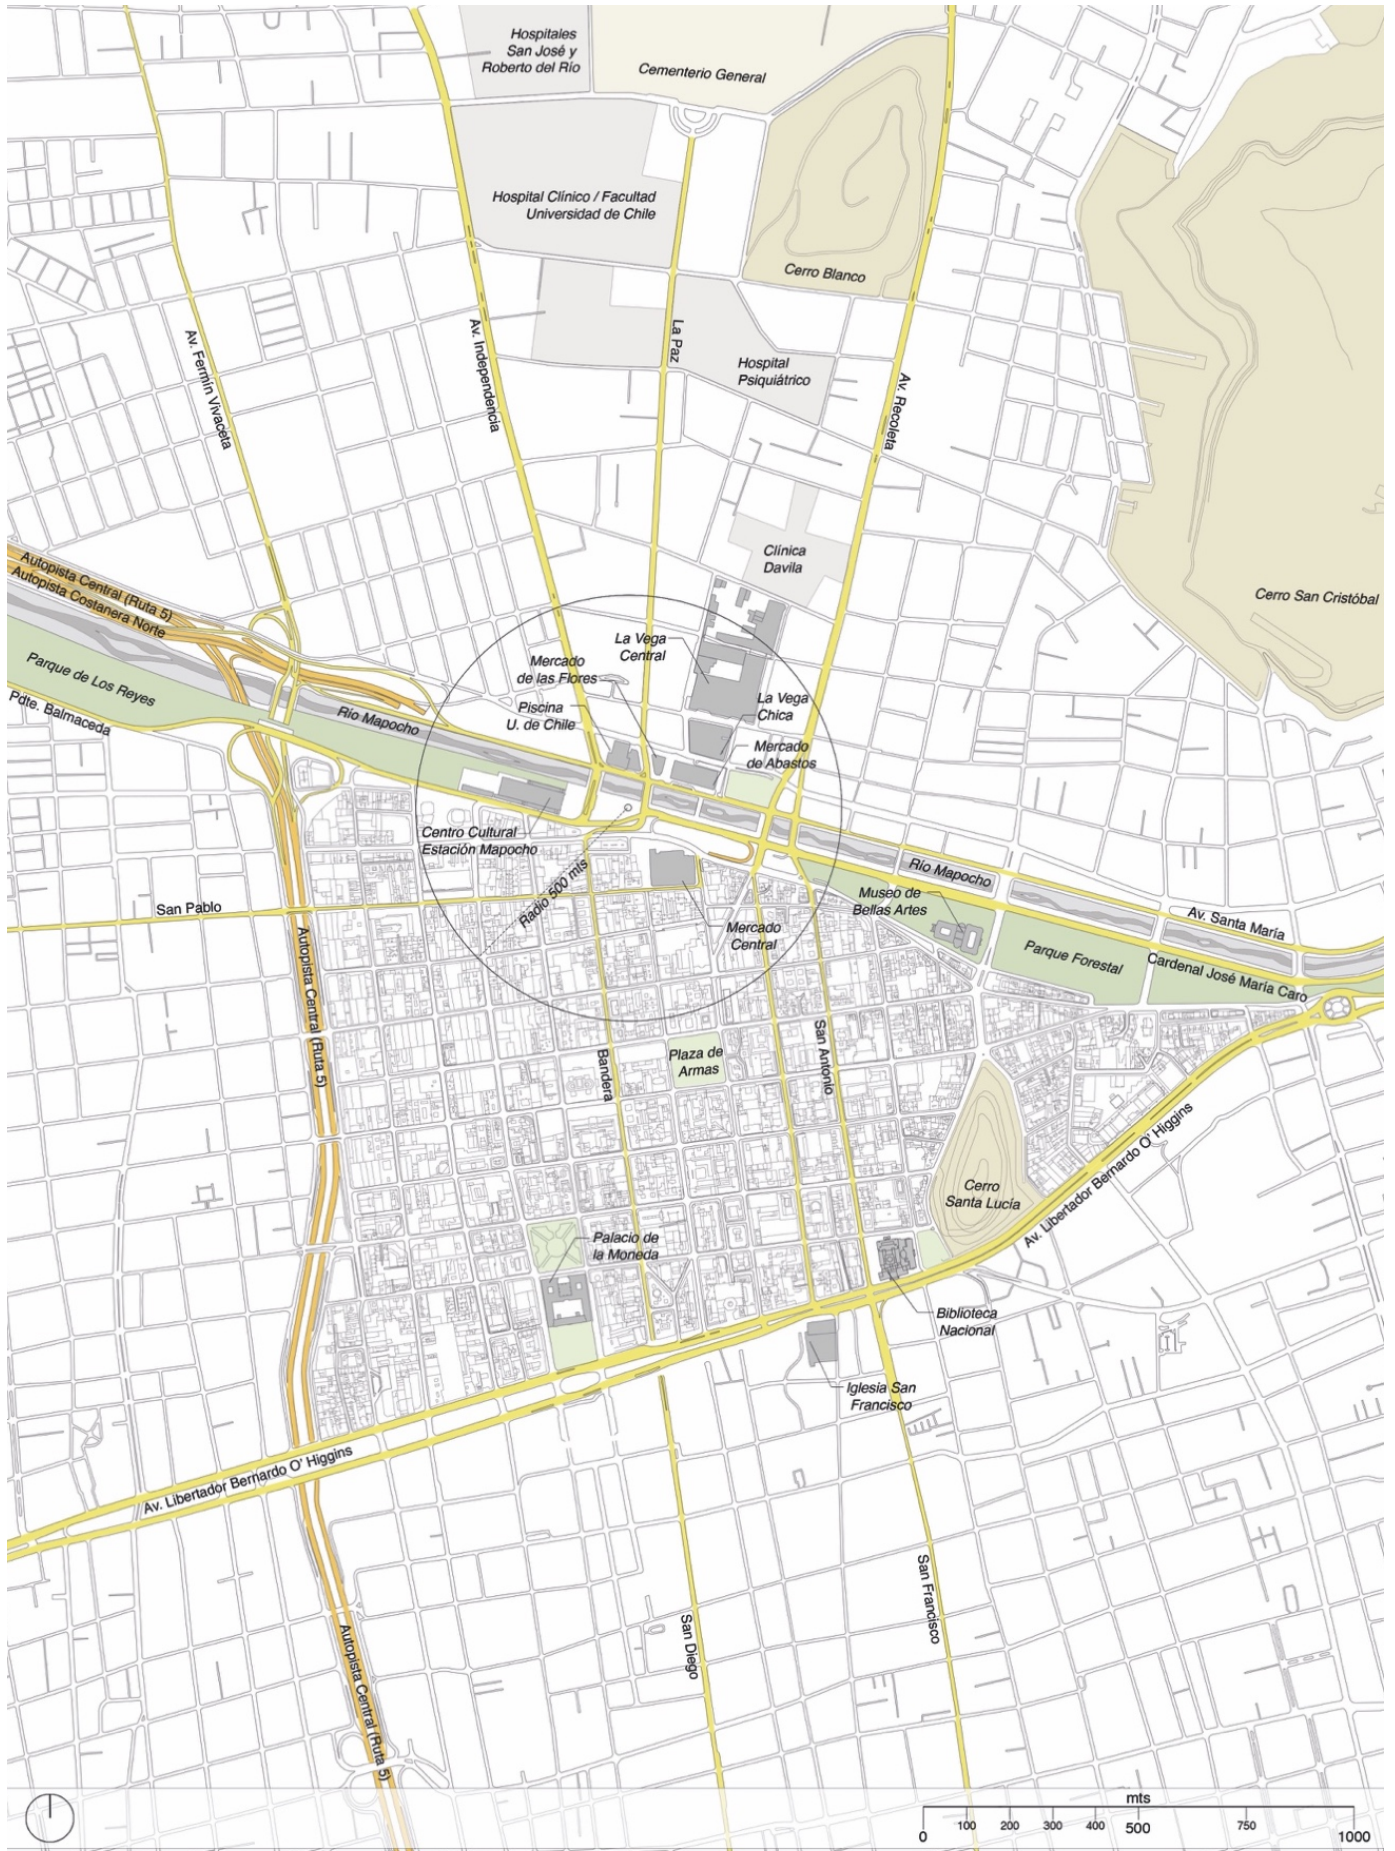 Hospitales
San José y
Roberto del Río
Cementerio General
Hospital Clínico / Facultad
Universidad de Chile
Cerro Blanco
Av. Fermín Vivaceta
Av. Independencia
La Paz
Hospital
Psiquiátrico
Av. Recoleta
Clínica
Davila
Autopista Central (Ruta 5)
Autopista Costanera Norte
Cerro San Cristóbal
La Vega
Central
Mercado
de las Flores
Parque de Los Reyes
Pdte. Balmaceda
Río Mapocho
Piscina
U. de Chile
La Vega
Chica
Mercado
de Abastos
Centro Cultural
Estación Mapocho
Radio 500 mts
Río Mapocho
Museo de
Bellas Artes
San Pablo
Av. Santa María
Mercado
Central
Parque Forestal
Cardenal José María Caro
Autopista Central (Ruta 5)
Bandera
Plaza de
Armas
San Antonio
Av. Libertador Bernardo O' Higgins
Cerro
Santa Lucía
Palacio de
la Moneda
Biblioteca
Nacional
Iglesia San
Francisco
Av. Libertador Bernardo O' Higgins
San Francisco
San Diego
Autopista Central (Ruta 5)
mts
0 100 200 300 400 500 750 1000